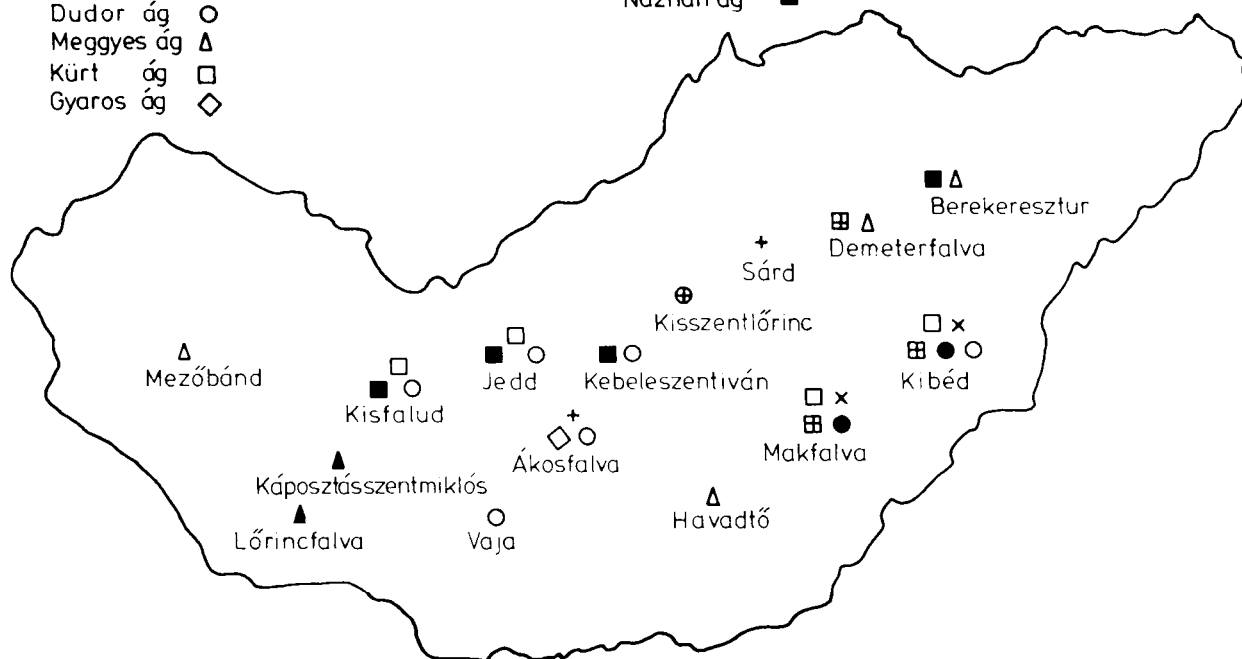 Dudor ág
Meggyes ág
Kürt ág
Gyaros ág
Berekeresztur
Demeterfalva
Sárd
Kisszentlőrinc
Kibéd
Mezőbánd
Jedd
Kebeleszentiván
Kisfalud
Makfalva
Ákosfalva
Káposztásszentmiklós
Havadtő
Lőrincfalva
Vaja